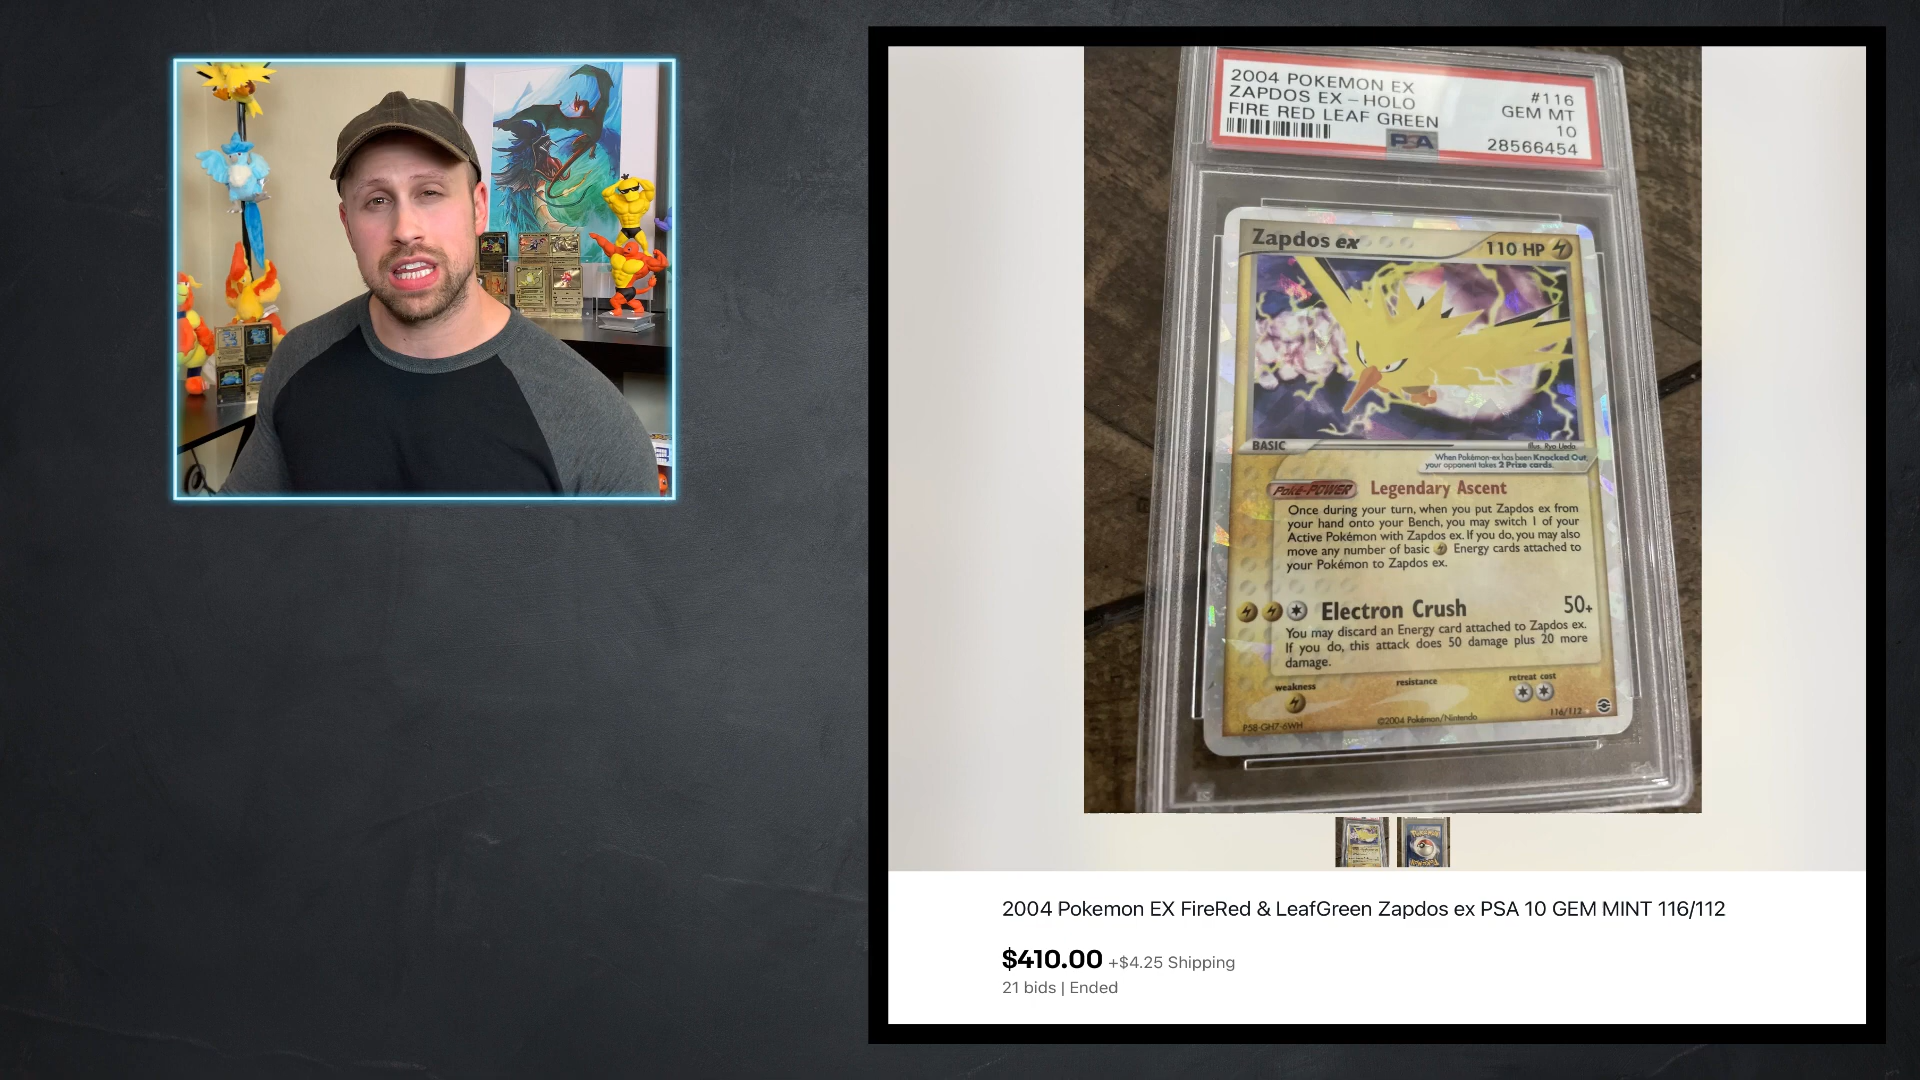 2004 POKEMON EX
ZAPDOS EX – HOLO
FIRE RED LEAF GREEN
#116
GEM MT
10
28566454
PSA
Zapdos ex
110 HP
BASIC
Illus. Ryo Ueda
When Pokémon-ex has been Knocked Out,
your opponent takes 2 Prize cards.
Poké-POWER Legendary Ascent
Once during your turn, when you put Zapdos ex from
your hand onto your Bench, you may switch 1 of your
Active Pokémon with Zapdos ex. If you do, you may also
move any number of basic Energy cards attached to
your Pokémon to Zapdos ex.
Electron Crush 50+
You may discard an Energy card attached to Zapdos ex.
If you do, this attack does 50 damage plus 20 more
damage.
weakness
resistance
retreat cost
P58-GH7-6WH
©2004 Pokémon/Nintendo
116/112
2004 Pokemon EX FireRed & LeafGreen Zapdos ex PSA 10 GEM MINT 116/112
$410.00 +$4.25 Shipping
21 bids | Ended